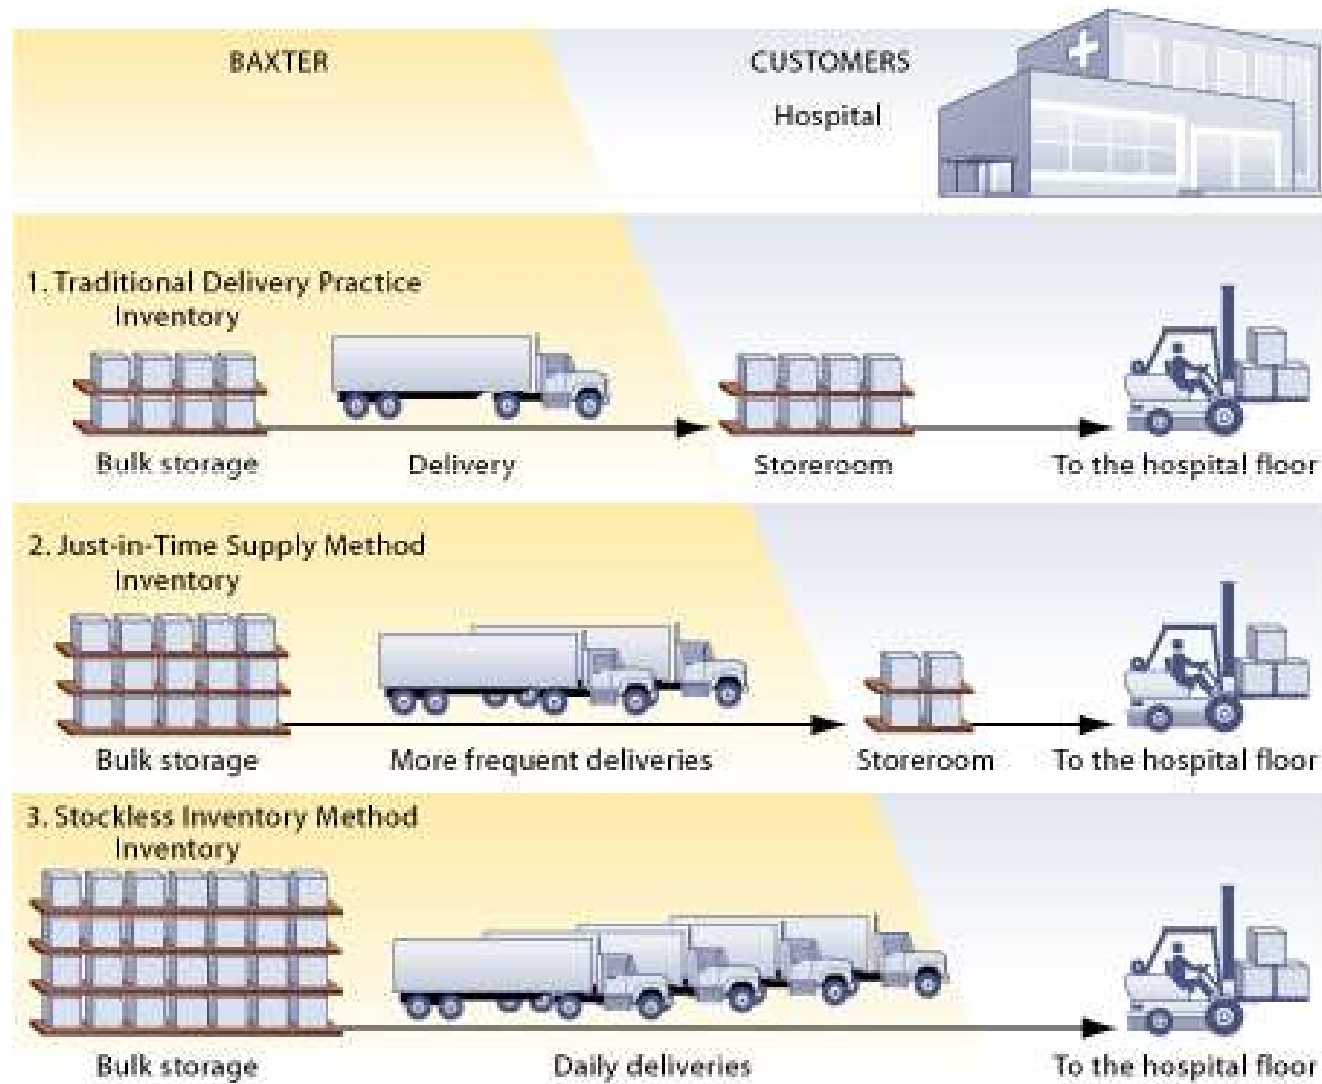 BAXTER
CUSTOMERS
Hospital
1. Traditional Delivery Practice
Inventory
Bulk storage
Delivery
Storeroom
To the hospital floor
2. Just-in-Time Supply Method
Inventory
Bulk storage
More frequent deliveries
Storeroom
To the hospital floor
3. Stockless Inventory Method
Inventory
Bulk storage
Daily deliveries
To the hospital floor